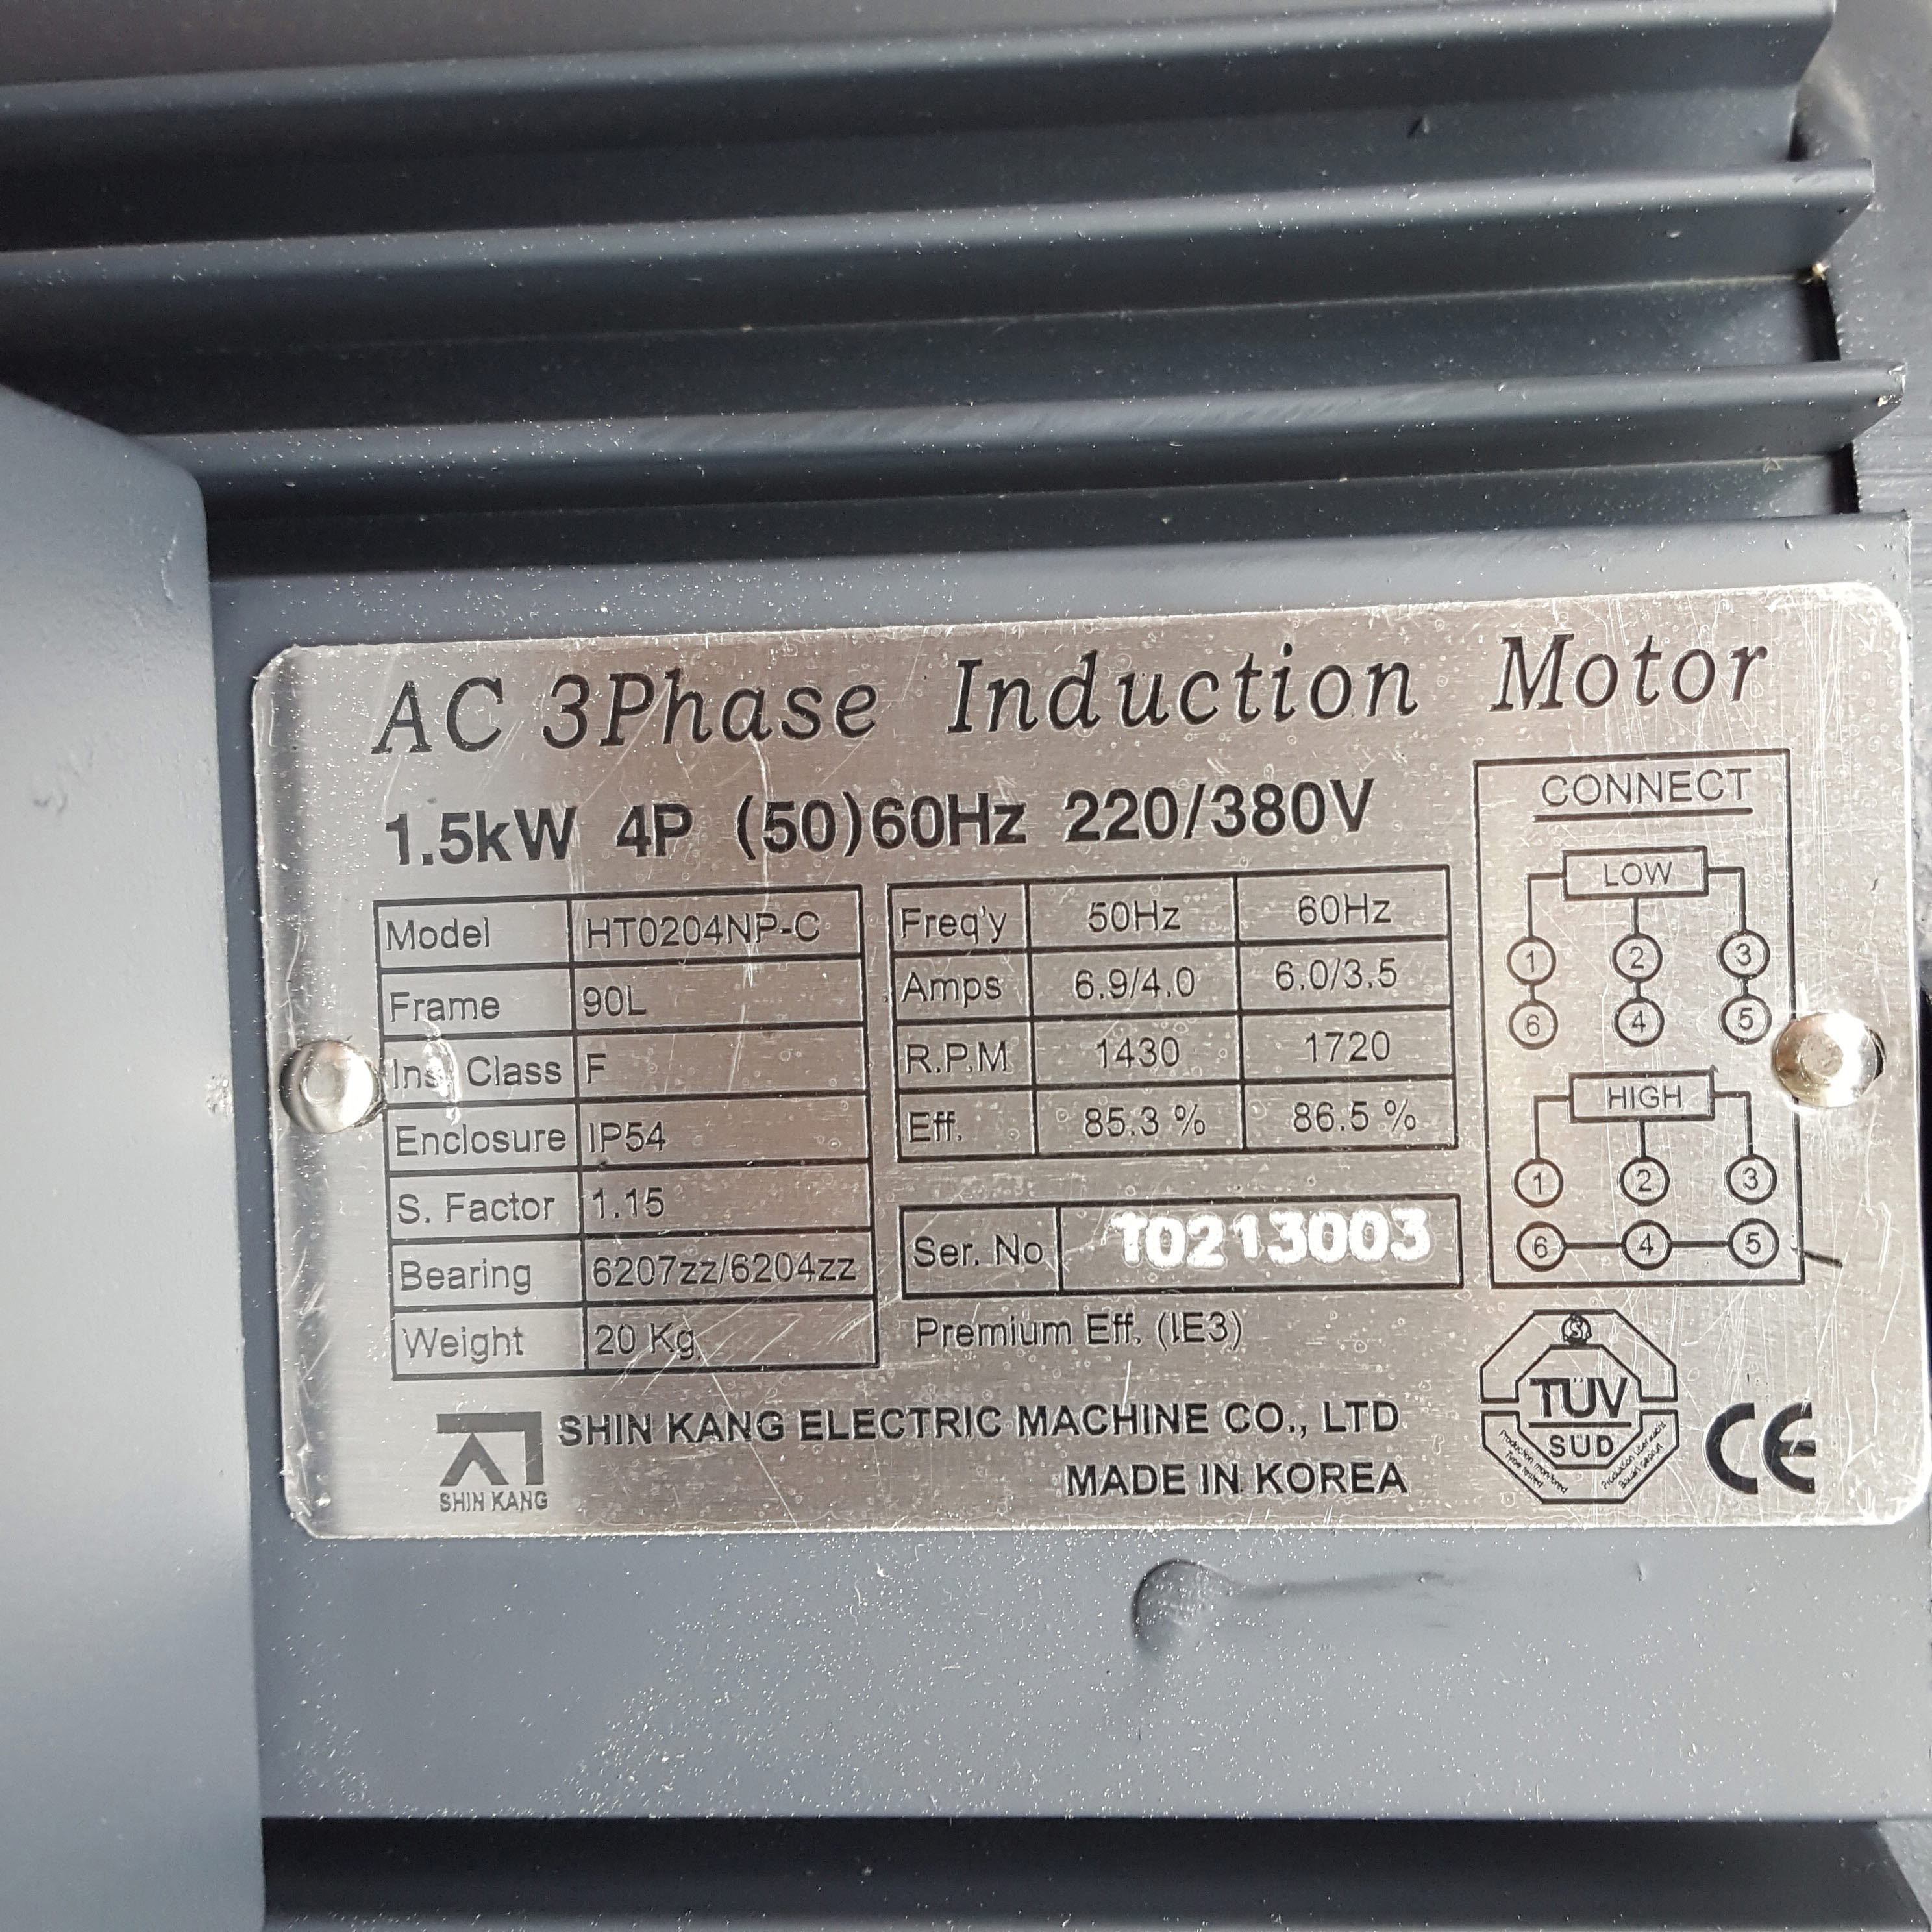 AC 3Phase Induction Motor
1.5kW 4P (50)60Hz 220/380V
Model HT0204NP-C
Frame 90L
Ins. Class F
Enclosure IP54
S. Factor 1.15
Bearing 6207zz/6204zz
Weight 20 Kg
Freq'y 50Hz 60Hz
Amps 6.9/4.0 6.0/3.5
R.P.M 1430 1720
Eff. 85.3 % 86.5 %
Ser. No T0213003
Premium Eff. (IE3)
CONNECT
LOW
1 2 3
6 4 5
HIGH
1 2 3
6 4 5
SHIN KANG
SHIN KANG ELECTRIC MACHINE CO., LTD
MADE IN KOREA
TÜV
SÜD
Production monitored
Type tested
CE